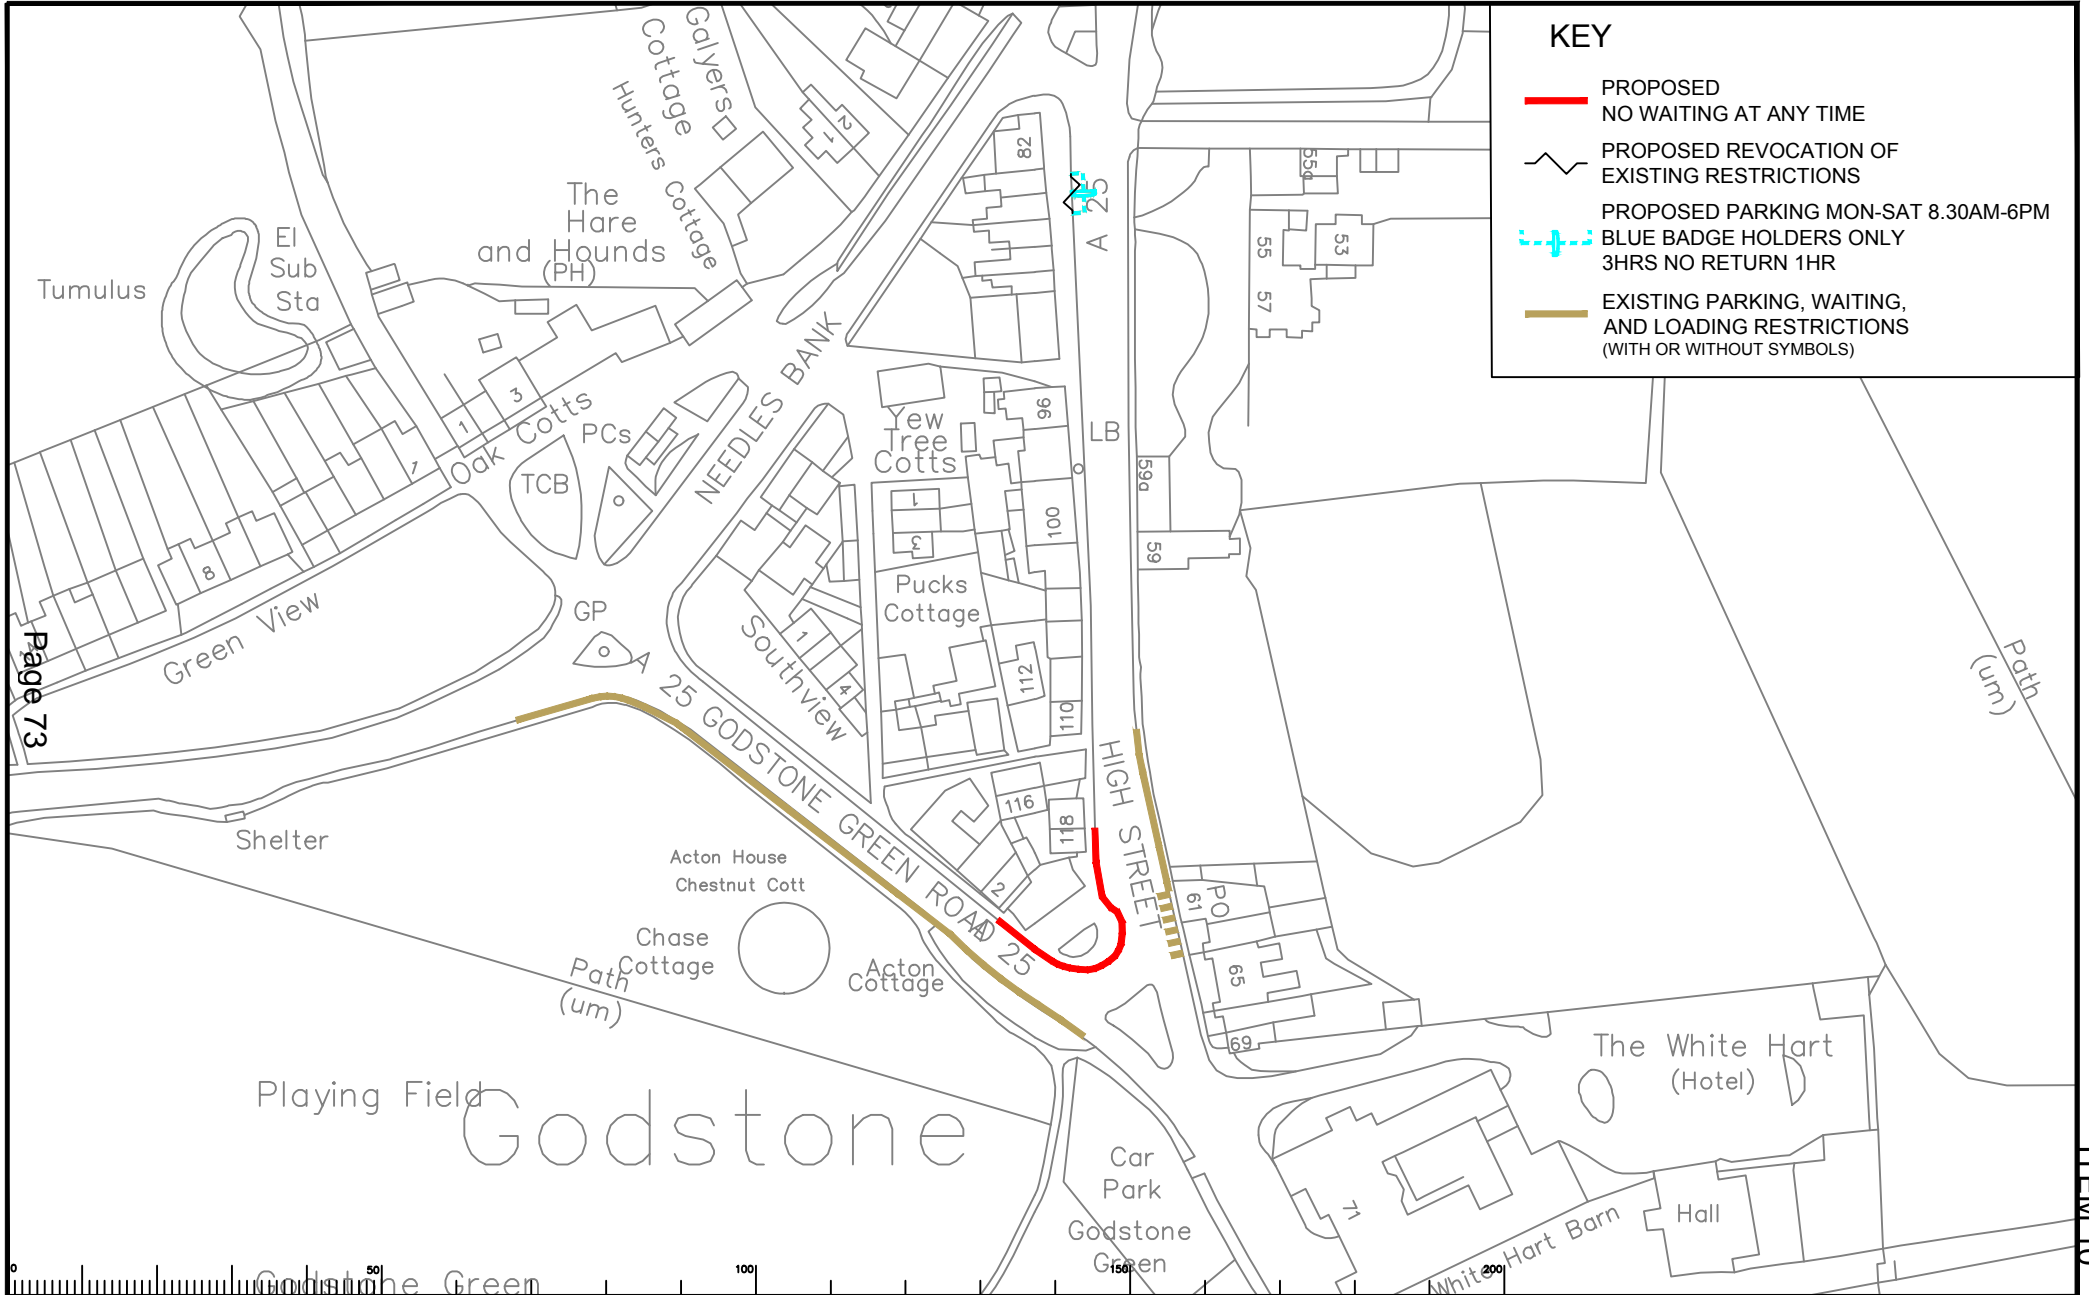 KEY
PROPOSED
NO WAITING AT ANY TIME
PROPOSED REVOCATION OF
EXISTING RESTRICTIONS
PROPOSED PARKING MON-SAT 8.30AM-6PM
BLUE BADGE HOLDERS ONLY
3HRS NO RETURN 1HR
EXISTING PARKING, WAITING,
AND LOADING RESTRICTIONS
(WITH OR WITHOUT SYMBOLS)
Galyers
Cottage
Hunters Cottage
2
1
The
Hare
and Hounds
(PH)
El
Sub
Sta
Tumulus
82
A 25
55a
55
53
57
NEEDLES BANK
3
1
Oak Cotts
PCs
TCB
1
8
Green View
Yew
Tree
Cotts
96
LB
59a
59
100
1
3
Pucks
Cottage
GP
Southview
1
4
112
110
A 25 GODSTONE GREEN ROAD
A 25
HIGH STREET
116
118
2
PO
61
65
69
Path
(um)
Page 73
Shelter
Acton House
Chestnut Cott
Chase
Cottage
Acton
Cottage
Path
(um)
Playing Field
Godstone
The White Hart
(Hotel)
Car
Park
Godstone
Green
71
White Hart Barn
Hall
Godstone Green
0
50
100
150
200